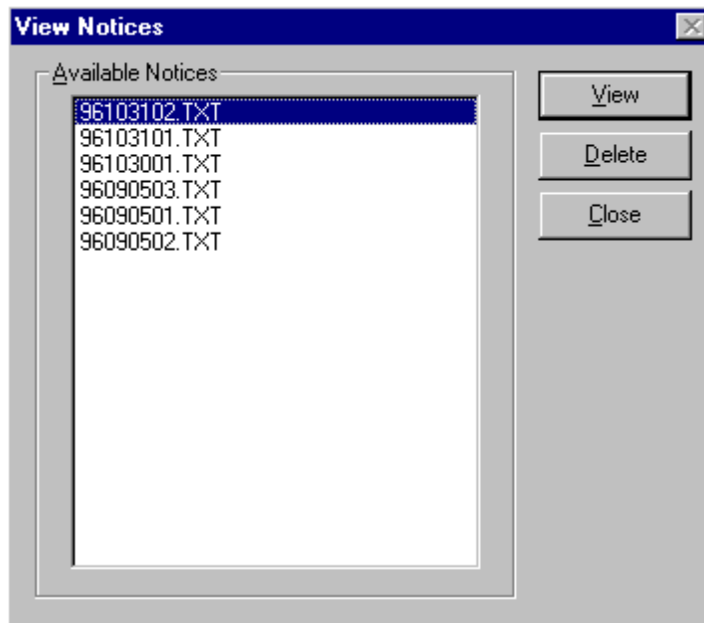 View Notices
Available Notices
96103102.TXT
96103101.TXT
96103001.TXT
96090503.TXT
96090501.TXT
96090502.TXT
View
Delete
Close